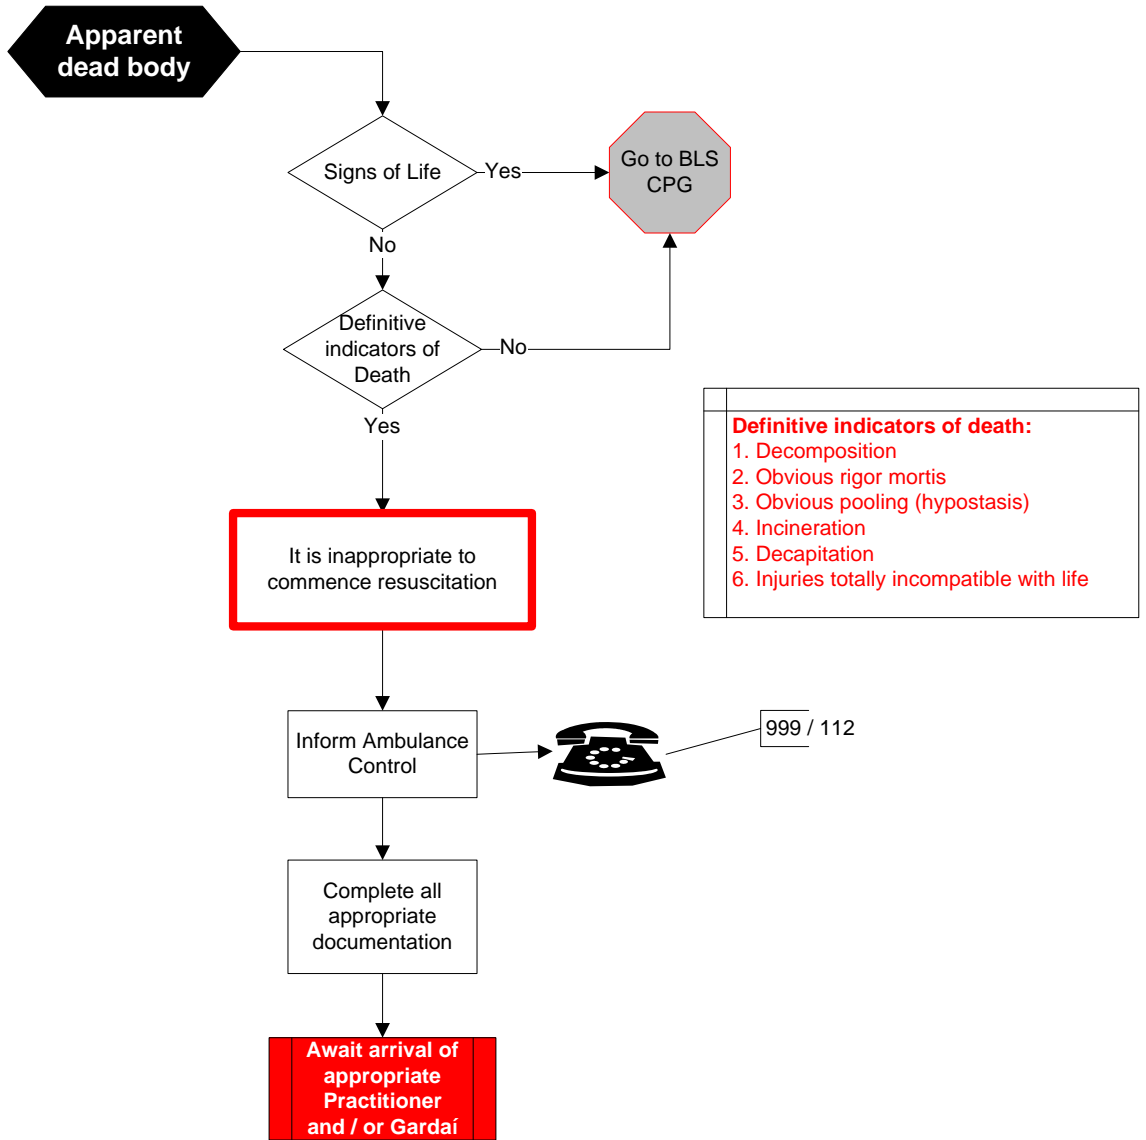 Apparent
dead body
Signs of Life
Yes
Go to BLS
CPG
No
Definitive
indicators of
Death
No
Yes
Definitive indicators of death:
1. Decomposition
2. Obvious rigor mortis
3. Obvious pooling (hypostasis)
4. Incineration
5. Decapitation
6. Injuries totally incompatible with life
It is inappropriate to
commence resuscitation
Inform Ambulance
Control
999 / 112
Complete all
appropriate
documentation
Await arrival of
appropriate
Practitioner
and / or Gardaí